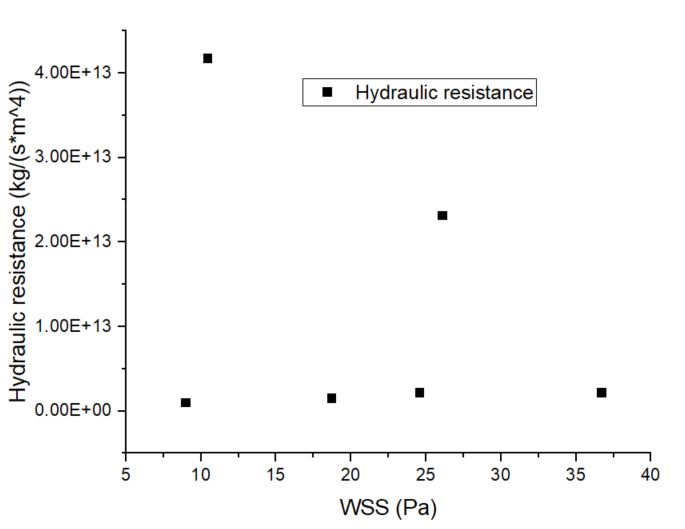 Hydraulic resistance (kg/(s*m^4))
4.00E+13
3.00E+13
2.00E+13
1.00E+13
0.00E+00
Hydraulic resistance
5 10 15 20 25 30 35 40
WSS (Pa)